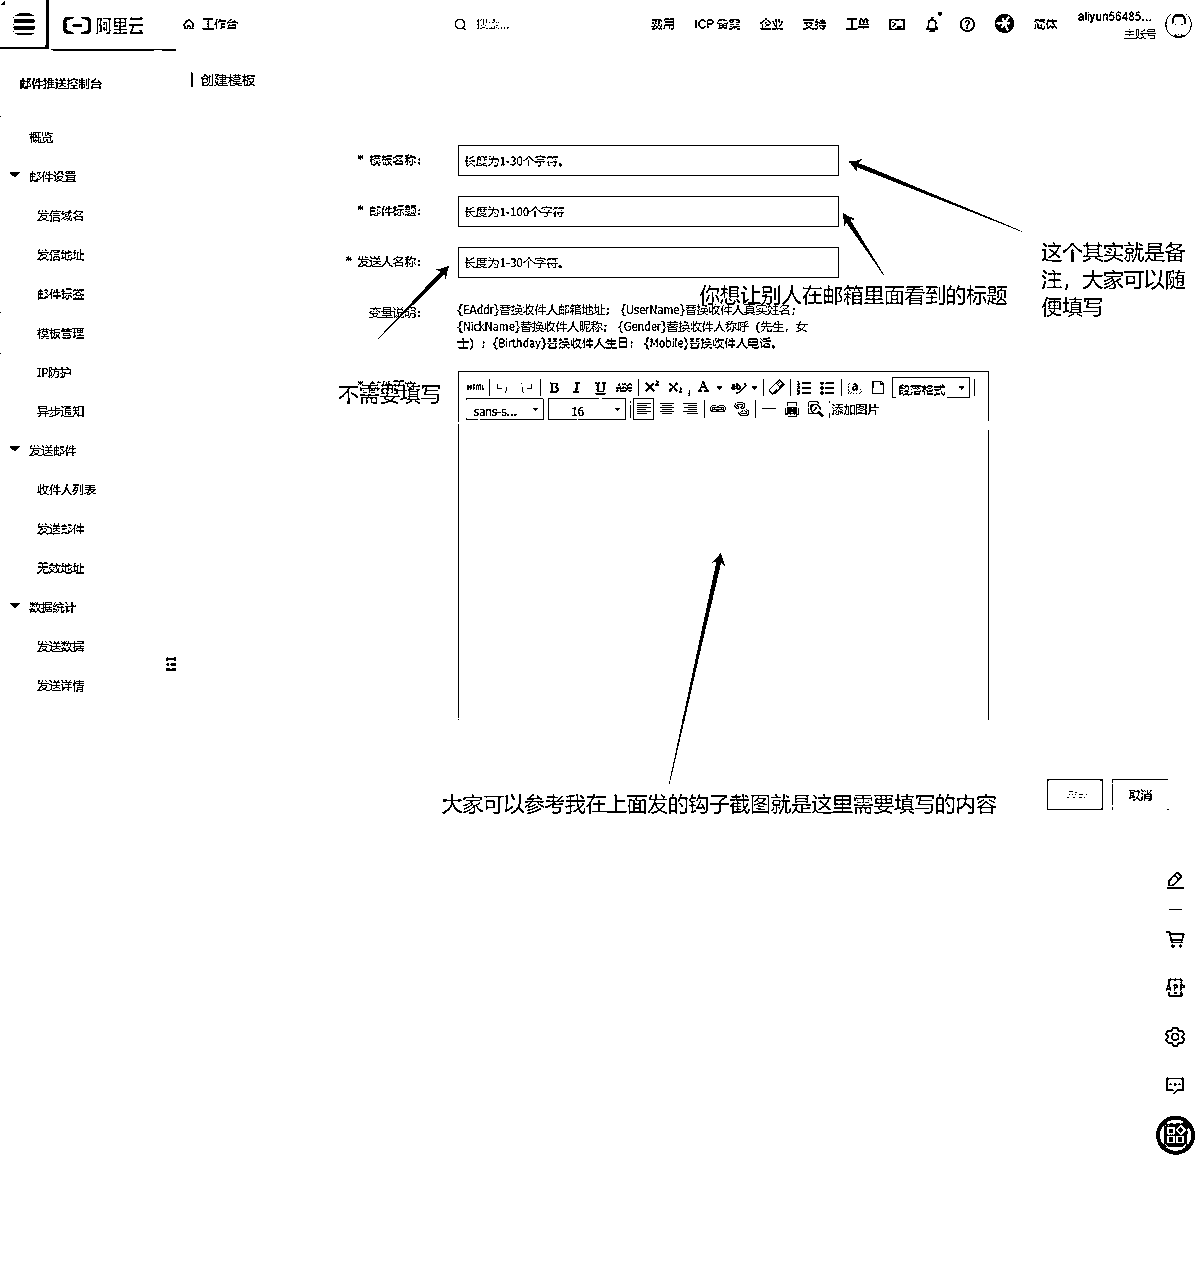 阿里云
工作台
搜索...
费用
ICP 备案
企业
支持
工单
简体
aliyun56485...
主账号
邮件推送控制台
创建模板
概览
邮件设置
发信域名
发信地址
邮件标签
模板管理
IP防护
异步通知
发送邮件
收件人列表
发送邮件
无效地址
数据统计
发送数据
发送详情
* 模板名称:
长度为1-30个字符。
* 邮件标题:
长度为1-100个字符
* 发送人名称:
长度为1-30个字符。
这个其实就是备
注，大家可以随
便填写
你想让别人在邮箱里面看到的标题
变量说明:
{EAddr}替换收件人邮箱地址； {UserName}替换收件人真实姓名；
{NickName}替换收件人昵称； {Gender}替换收件人称呼（先生，女
士）；{Birthday}替换收件人生日； {Mobile}替换收件人电话。
不需要填写
HTML
B I U ABC X² X₂ A ab
段落格式
sans-s...
16
添加图片
大家可以参考我在上面发的钩子截图就是这里需要填写的内容
取消